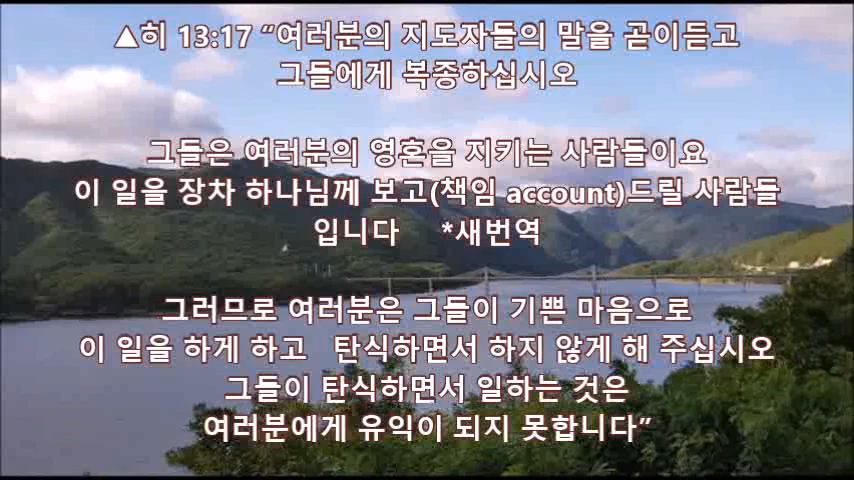 ▲히 13:17 “여러분의 지도자들의 말을 곧이듣고
그들에게 복종하십시오
그들은 여러분의 영혼을 지키는 사람들이요
이 일을 장차 하나님께 보고(책임 account)드릴 사람들
입니다 *새번역
그러므로 여러분은 그들이 기쁜 마음으로
이 일을 하게 하고 탄식하면서 하지 않게 해 주십시오
그들이 탄식하면서 일하는 것은
여러분에게 유익이 되지 못합니다”